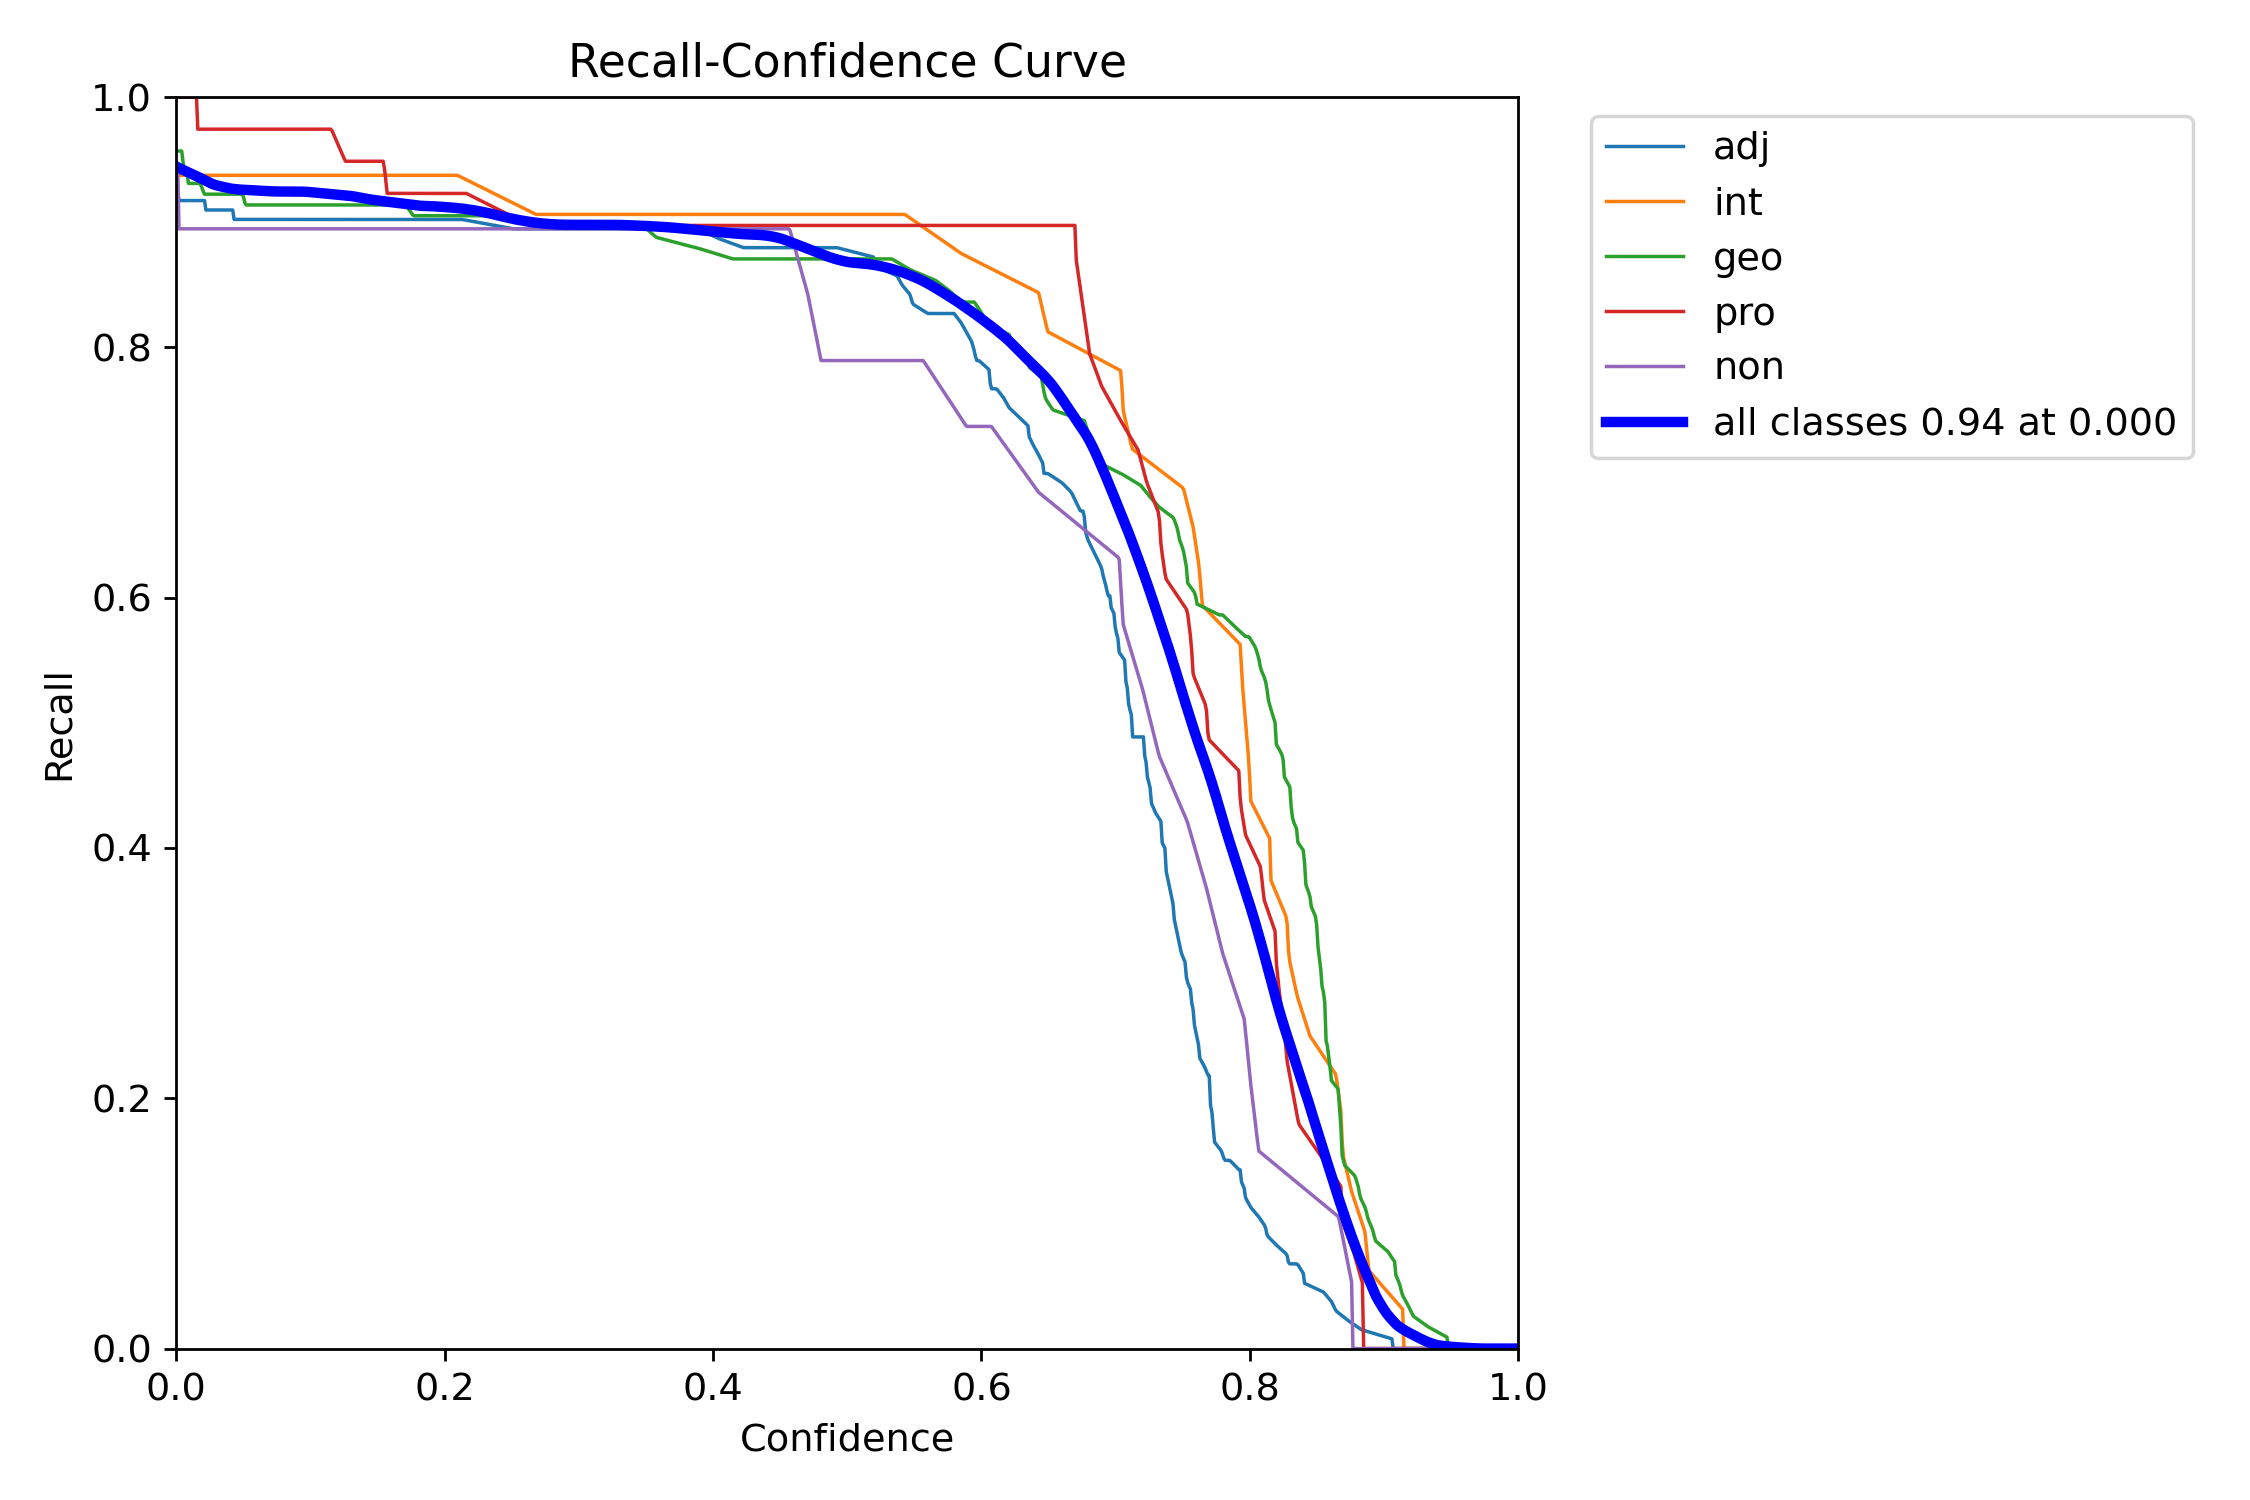 Recall-Confidence Curve
1.0
0.8
0.6
0.4
0.2
0.0
Recall
0.0 0.2 0.4 0.6 0.8 1.0
Confidence
adj
int
geo
pro
non
all classes 0.94 at 0.000